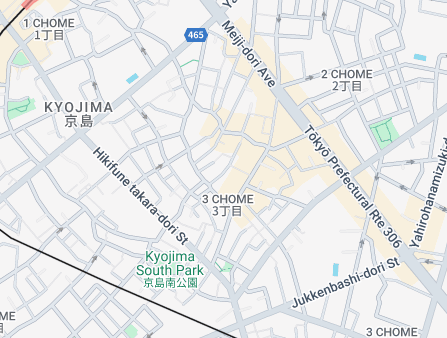 1 CHOME
1丁目
465
Meiji-dori Ave
2 CHOME
2丁目
KYOJIMA
京島
Hikifune takara-dori St
Tōkyō Prefectural Rte 306
3 CHOME
3丁目
Kyojima
South Park
京島南公園
Jukkenbashi-dori St
3 CHOME